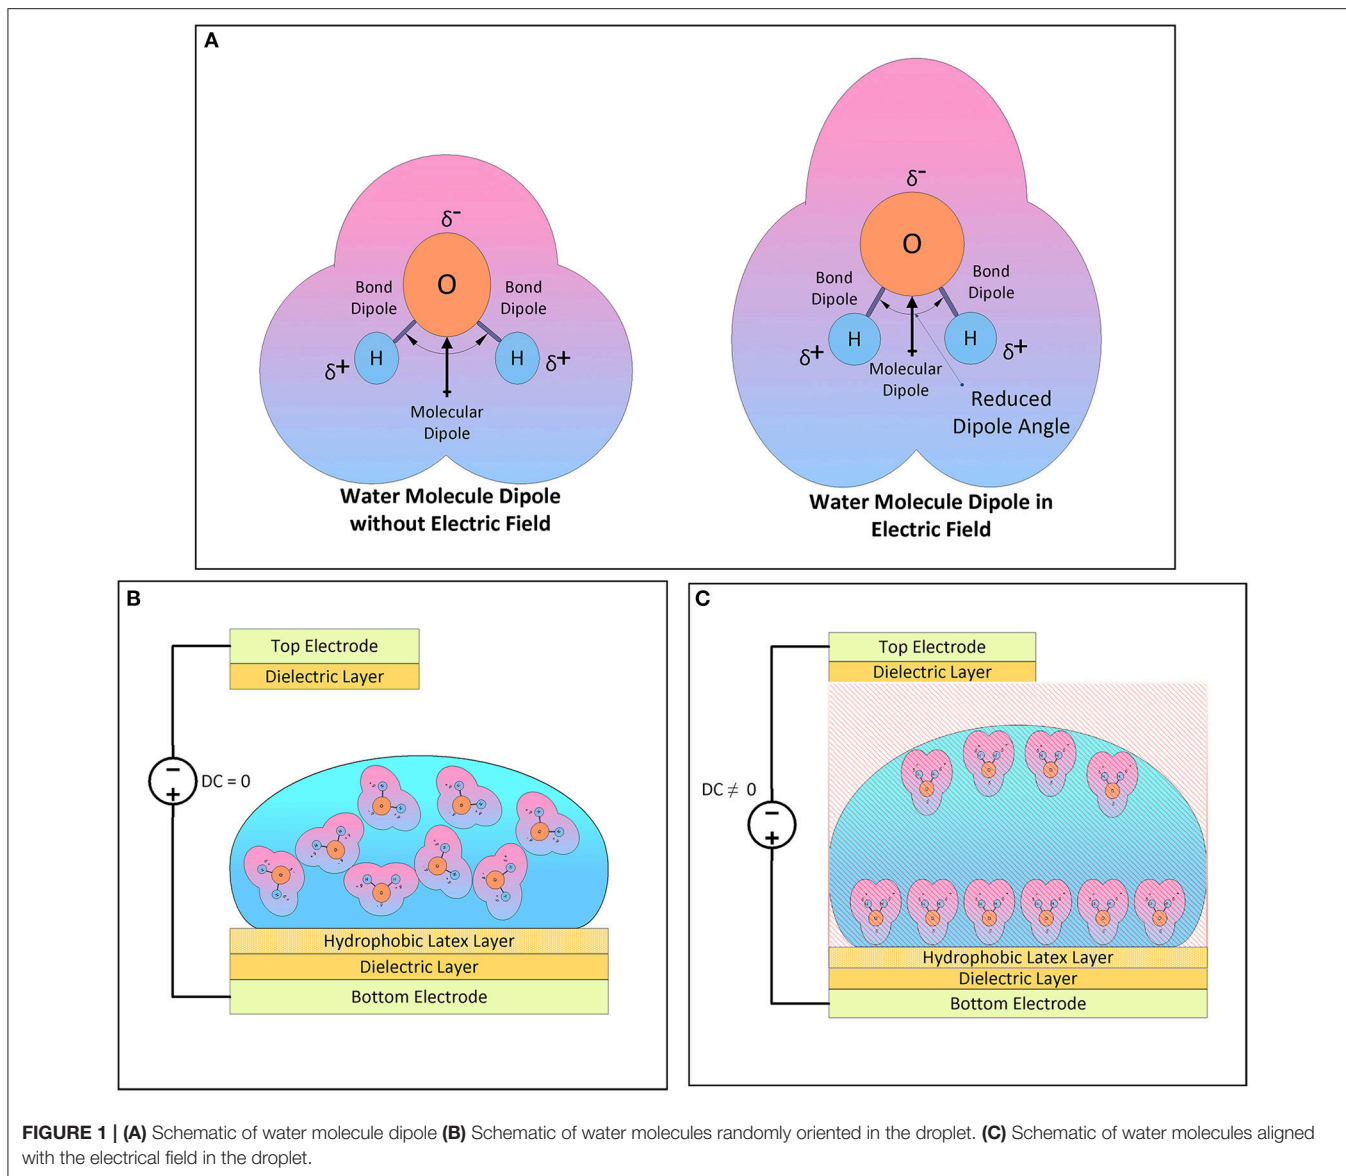 A
δ-
O
Bond
Dipole
Bond
Dipole
H
H
δ+
δ+
Molecular
Dipole
Water Molecule Dipole
without Electric Field
δ-
O
Bond
Dipole
Bond
Dipole
H
H
δ+
δ+
Molecular
Dipole
Reduced
Dipole Angle
Water Molecule Dipole in
Electric Field
B
Top Electrode
Dielectric Layer
−
+
DC = 0
Hydrophobic Latex Layer
Dielectric Layer
Bottom Electrode
C
Top Electrode
Dielectric Layer
DC ≠ 0
−
+
Hydrophobic Latex Layer
Dielectric Layer
Bottom Electrode
FIGURE 1 | (A) Schematic of water molecule dipole (B) Schematic of water molecules randomly oriented in the droplet. (C) Schematic of water molecules aligned
with the electrical field in the droplet.